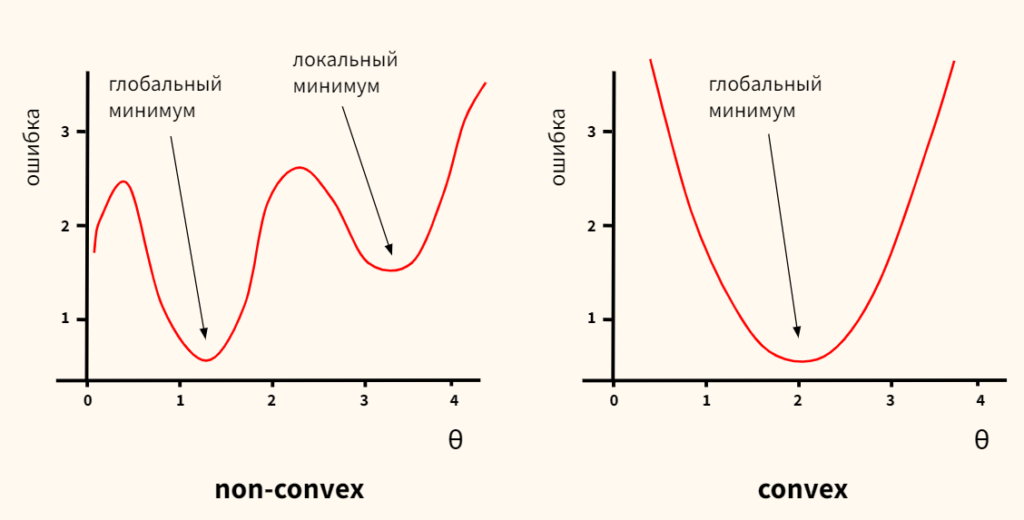 глобальный
минимум
локальный
минимум
ошибка
3
2
1
0 1 2 3 4
θ
non-convex
глобальный
минимум
ошибка
3
2
1
0 1 2 3 4
θ
convex